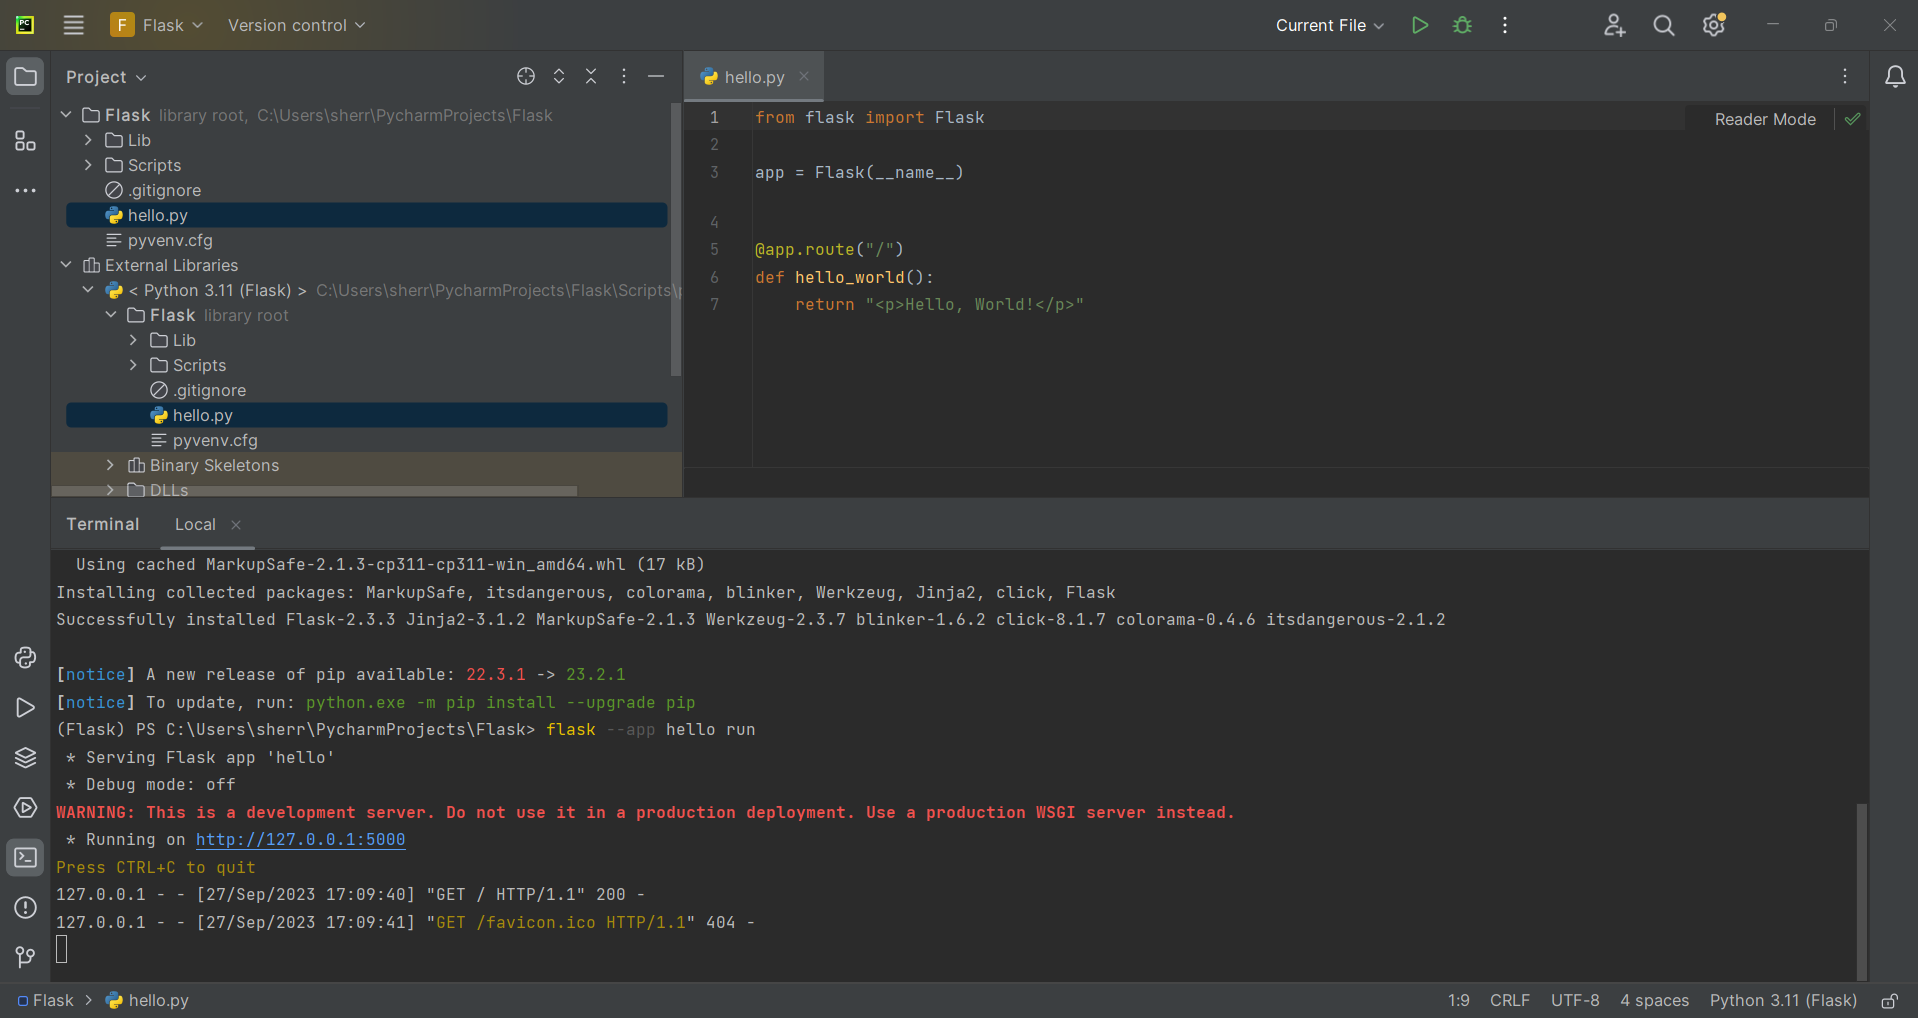 F Flask Version control Current File
Project
hello.py
Flask library root, C:\Users\sherr\PycharmProjects\Flask
Lib
Scripts
.gitignore
hello.py
pyvenv.cfg
External Libraries
< Python 3.11 (Flask) > C:\Users\sherr\PycharmProjects\Flask\Scripts\
Flask library root
Lib
Scripts
.gitignore
hello.py
pyvenv.cfg
Binary Skeletons
DLLs
Reader Mode
1 from flask import Flask
2
3 app = Flask(__name__)
4
5 @app.route("/")
6 def hello_world():
7 return "<p>Hello, World!</p>"
Terminal Local
Using cached MarkupSafe-2.1.3-cp311-cp311-win_amd64.whl (17 kB)
Installing collected packages: MarkupSafe, itsdangerous, colorama, blinker, Werkzeug, Jinja2, click, Flask
Successfully installed Flask-2.3.3 Jinja2-3.1.2 MarkupSafe-2.1.3 Werkzeug-2.3.7 blinker-1.6.2 click-8.1.7 colorama-0.4.6 itsdangerous-2.1.2
[notice] A new release of pip available: 22.3.1 -> 23.2.1
[notice] To update, run: python.exe -m pip install --upgrade pip
(Flask) PS C:\Users\sherr\PycharmProjects\Flask> flask --app hello run
* Serving Flask app 'hello'
* Debug mode: off
WARNING: This is a development server. Do not use it in a production deployment. Use a production WSGI server instead.
* Running on http://127.0.0.1:5000
Press CTRL+C to quit
127.0.0.1 - - [27/Sep/2023 17:09:40] "GET / HTTP/1.1" 200 -
127.0.0.1 - - [27/Sep/2023 17:09:41] "GET /favicon.ico HTTP/1.1" 404 -
Flask > hello.py 1:9 CRLF UTF-8 4 spaces Python 3.11 (Flask)